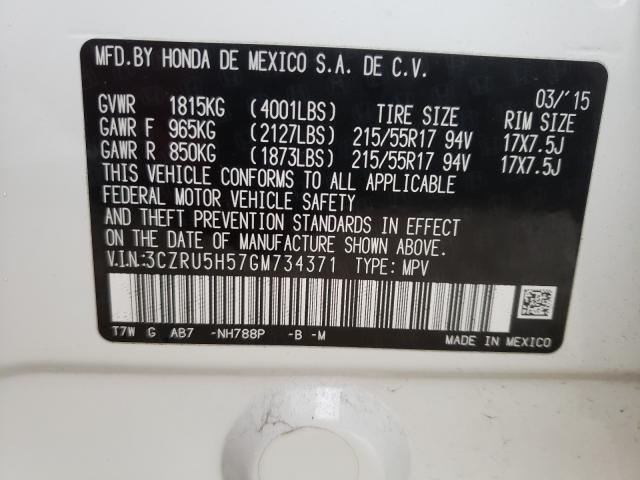 MFD.BY HONDA DE MEXICO S.A. DE C.V.
03/'15
GVWR 1815KG (4001LBS) TIRE SIZE RIM SIZE
GAWR F 965KG (2127LBS) 215/55R17 94V 17X7.5J
GAWR R 850KG (1873LBS) 215/55R17 94V 17X7.5J
THIS VEHICLE CONFORMS TO ALL APPLICABLE
FEDERAL MOTOR VEHICLE SAFETY
AND THEFT PREVENTION STANDARDS IN EFFECT
ON THE DATE OF MANUFACTURE SHOWN ABOVE.
V.I.N.:3CZRU5H57GM734371 TYPE: MPV
T7W G AB7 -NH788P -B -M
MADE IN MEXICO